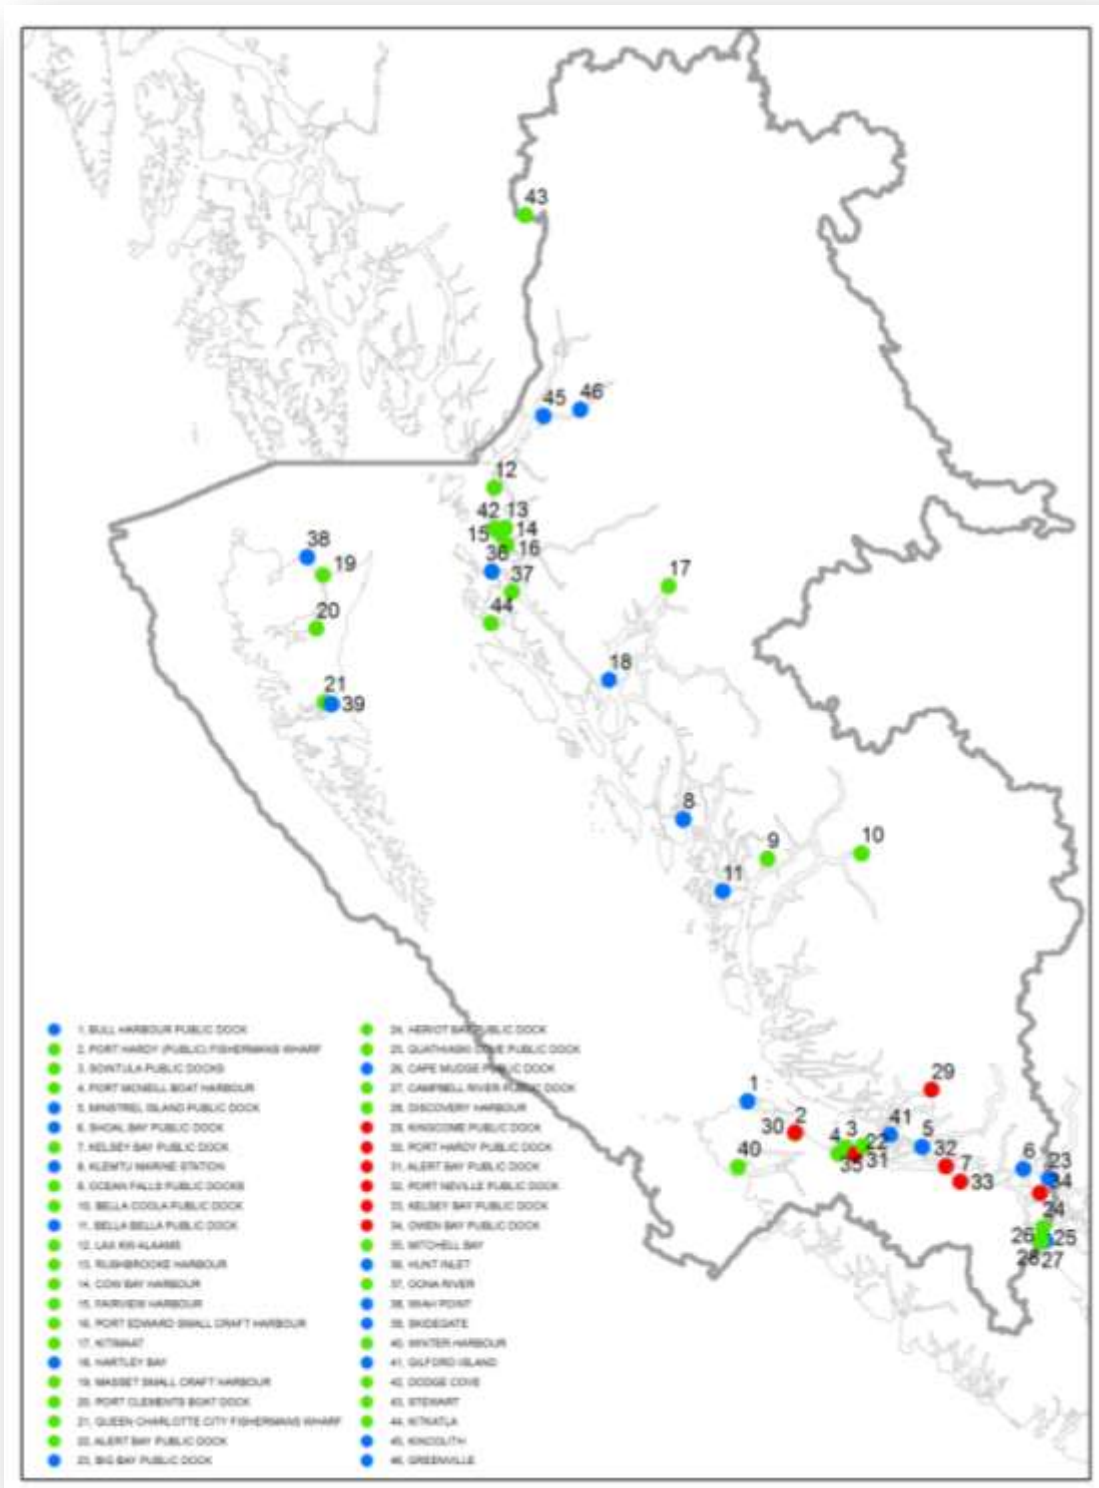 43
45 46
12
42 13
15 14
16
36
37
44
17
38
19
20
21
39
18
8
9 10
11
29
1
2
30
41
3
4 22
5
31
35
32
40
7
33
6 23
34
24
26 25
28 27
1, BULL HARBOUR PUBLIC DOCK
2, PORT HARDY (PUBLIC) FISHERMANS WHARF
3, SOINTULA PUBLIC DOCKS
4, PORT MCNEILL BOAT HARBOUR
5, MINSTREL ISLAND PUBLIC DOCK
6, SHOAL BAY PUBLIC DOCK
7, KELSEY BAY PUBLIC DOCK
8, KLEMTU MARINE STATION
9, OCEAN FALLS PUBLIC DOCKS
10, BELLA COOLA PUBLIC DOCK
11, BELLA BELLA PUBLIC DOCK
12, LAX KW ALAAMS
13, RUSHBROOKE HARBOUR
14, COW BAY HARBOUR
15, FAIRVIEW HARBOUR
16, PORT EDWARD SMALL CRAFT HARBOUR
17, KITIMAAT
18, HARTLEY BAY
19, MASSET SMALL CRAFT HARBOUR
20, PORT CLEMENTS BOAT DOCK
21, QUEEN CHARLOTTE CITY FISHERMANS WHARF
22, ALERT BAY PUBLIC DOCK
23, BIG BAY PUBLIC DOCK
24, HERIOT BAY PUBLIC DOCK
25, QUATHIASKI COVE PUBLIC DOCK
26, CAPE MUDGE PUBLIC DOCK
27, CAMPBELL RIVER PUBLIC DOCK
28, DISCOVERY HARBOUR
29, KINGCOME PUBLIC DOCK
30, PORT HARDY PUBLIC DOCK
31, ALERT BAY PUBLIC DOCK
32, PORT NEVILLE PUBLIC DOCK
33, KELSEY BAY PUBLIC DOCK
34, OWEN BAY PUBLIC DOCK
35, MITCHELL BAY
36, HUNT INLET
37, OONA RIVER
38, WIAH POINT
39, SKIDEGATE
40, WINTER HARBOUR
41, GILFORD ISLAND
42, DODGE COVE
43, STEWART
44, KITKATLA
45, KINCOLITH
46, GREENVILLE